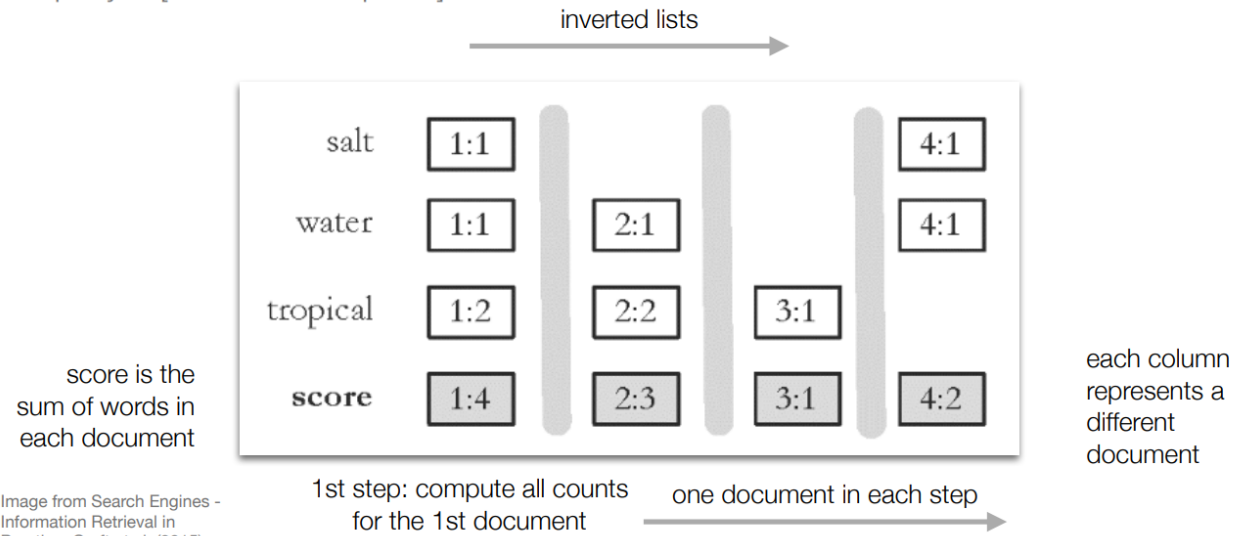 inverted lists
salt 1:1 4:1
water 1:1 2:1 4:1
tropical 1:2 2:2 3:1
score 1:4 2:3 3:1 4:2
score is the
sum of words in
each document
each column
represents a
different
document
1st step: compute all counts
for the 1st document
one document in each step
Image from Search Engines -
Information Retrieval in